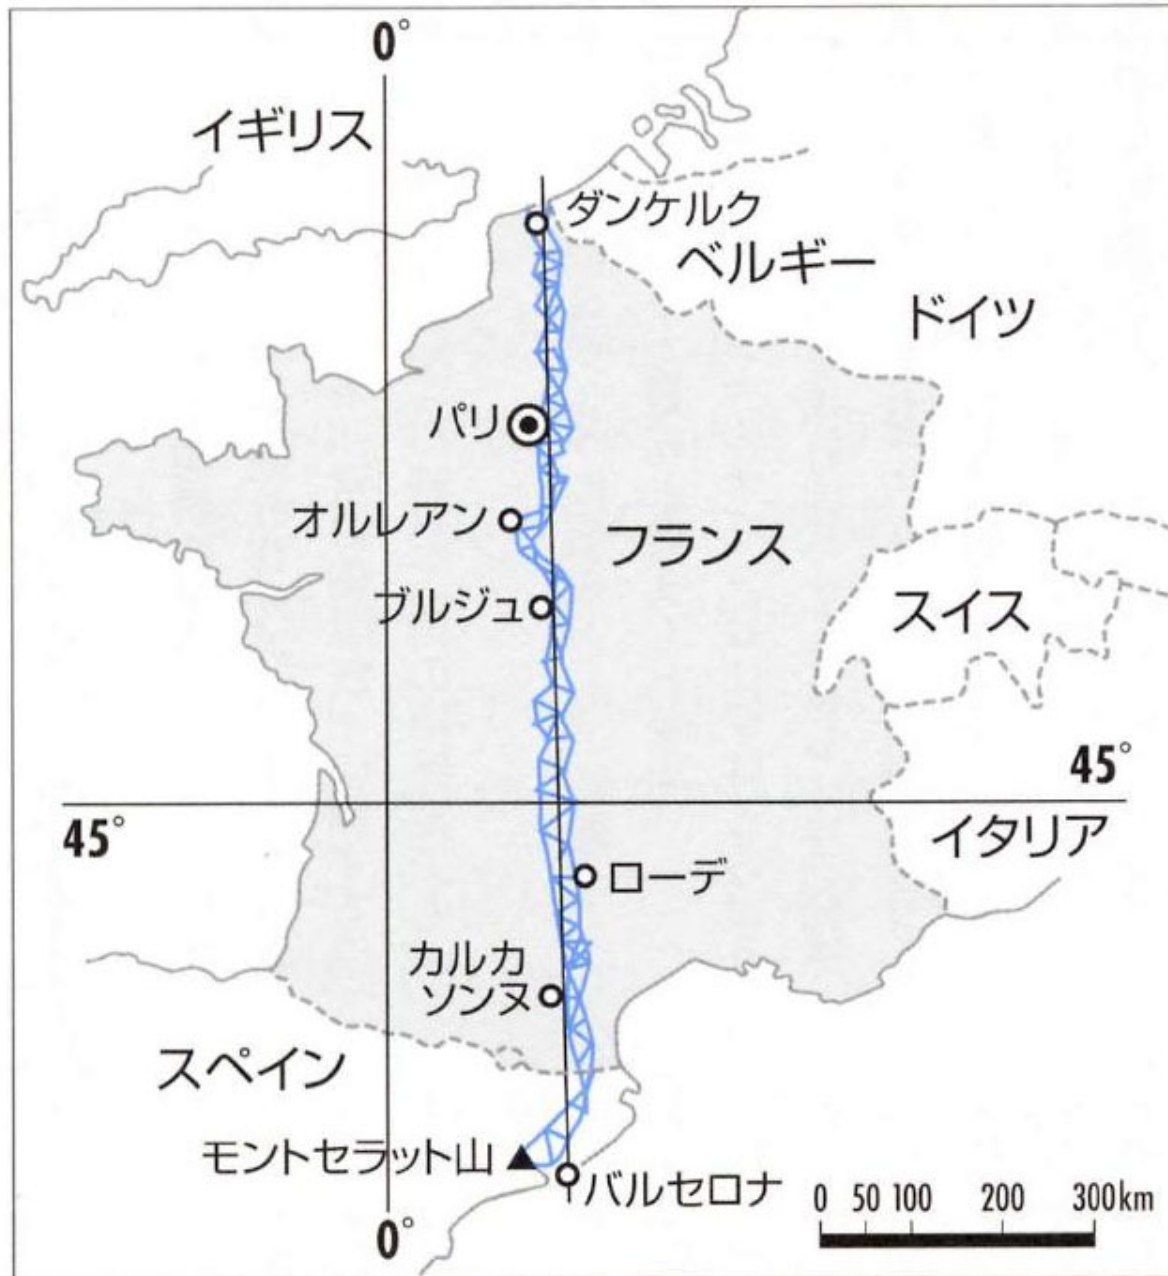 0°
イギリス
ダンケルク
ベルギー
ドイツ
パリ
オルレアン
フランス
ブルジュ
スイス
45°
45°
イタリア
ローデ
カルカ
ソンヌ
スペイン
モントセラット山
バルセロナ
0 50 100 200 300km
0°